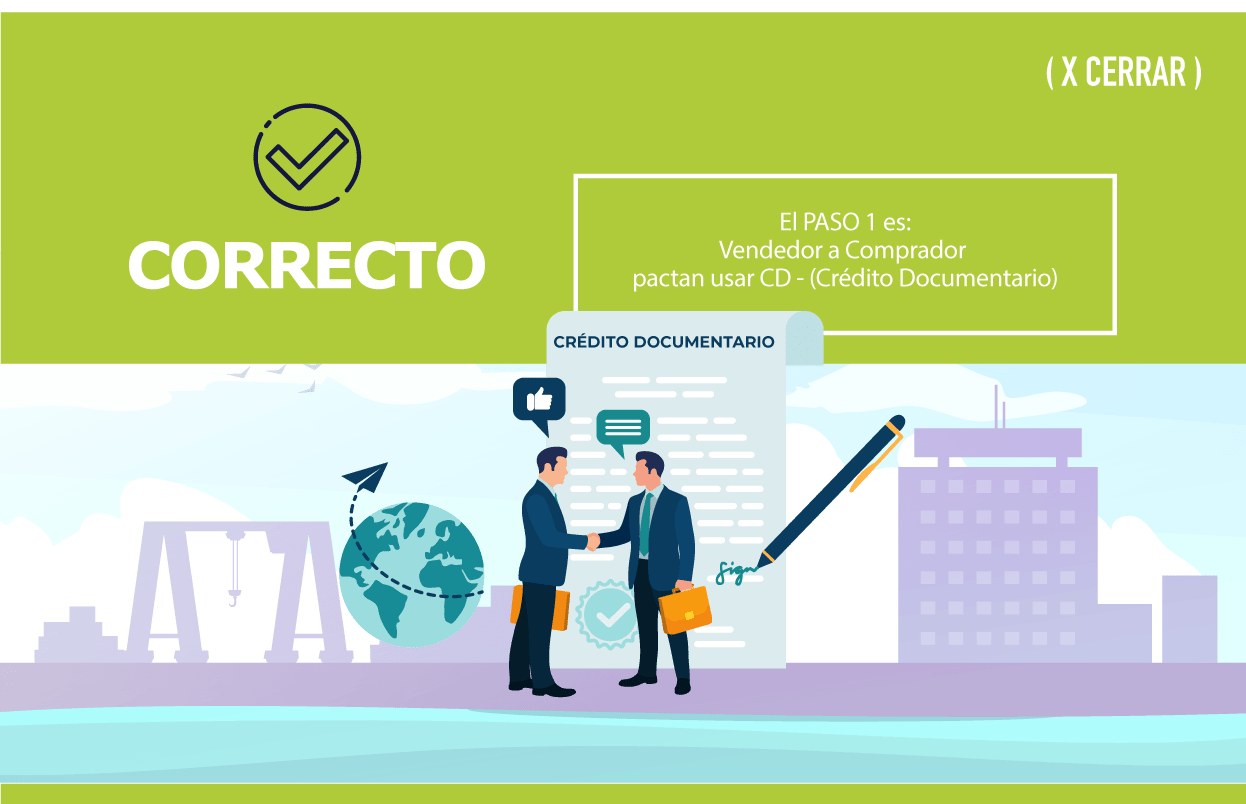 ( X CERRAR )
CORRECTO
El PASO 1 es:
Vendedor a Comprador
pactan usar CD - (Crédito Documentario)
CRÉDITO DOCUMENTARIO
Sign